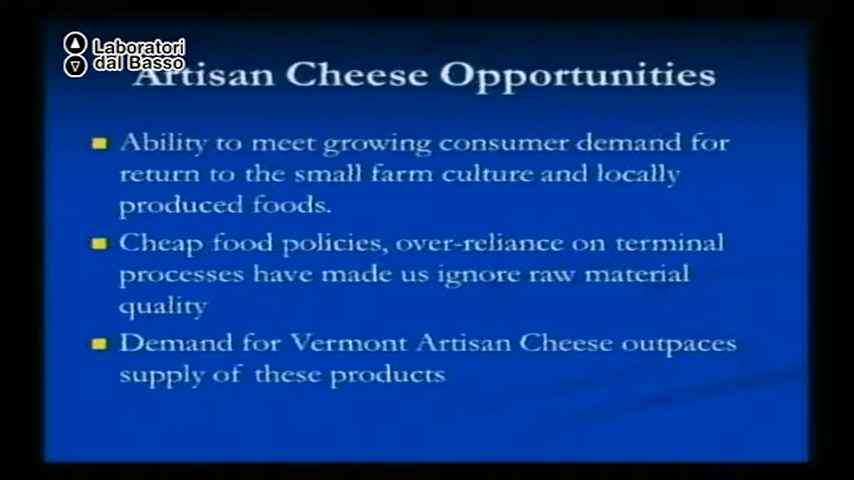 Laboratori
dal Basso
Artisan Cheese Opportunities
Ability to meet growing consumer demand for
return to the small farm culture and locally
produced foods.
Cheap food policies, over-reliance on terminal
processes have made us ignore raw material
quality
Demand for Vermont Artisan Cheese outpaces
supply of these products